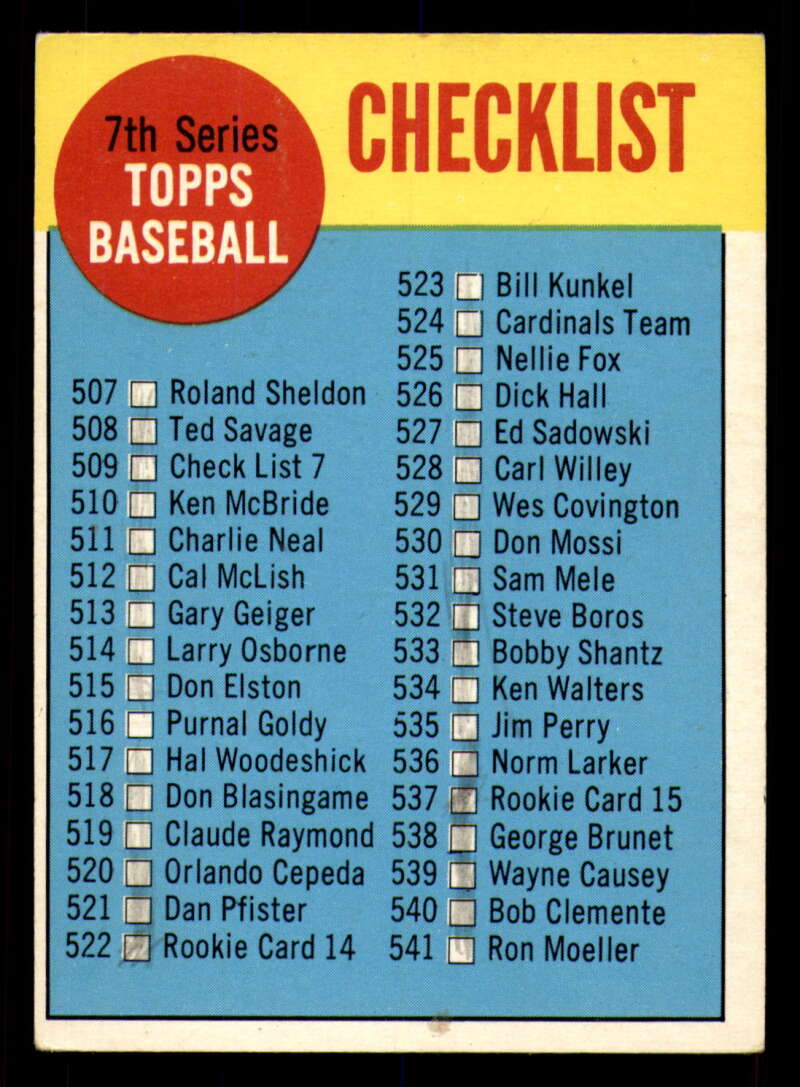 7th Series
TOPPS
BASEBALL
CHECKLIST
507 Roland Sheldon
508 Ted Savage
509 Check List 7
510 Ken McBride
511 Charlie Neal
512 Cal McLish
513 Gary Geiger
514 Larry Osborne
515 Don Elston
516 Purnal Goldy
517 Hal Woodeshick
518 Don Blasingame
519 Claude Raymond
520 Orlando Cepeda
521 Dan Pfister
522 Rookie Card 14
523 Bill Kunkel
524 Cardinals Team
525 Nellie Fox
526 Dick Hall
527 Ed Sadowski
528 Carl Willey
529 Wes Covington
530 Don Mossi
531 Sam Mele
532 Steve Boros
533 Bobby Shantz
534 Ken Walters
535 Jim Perry
536 Norm Larker
537 Rookie Card 15
538 George Brunet
539 Wayne Causey
540 Bob Clemente
541 Ron Moeller